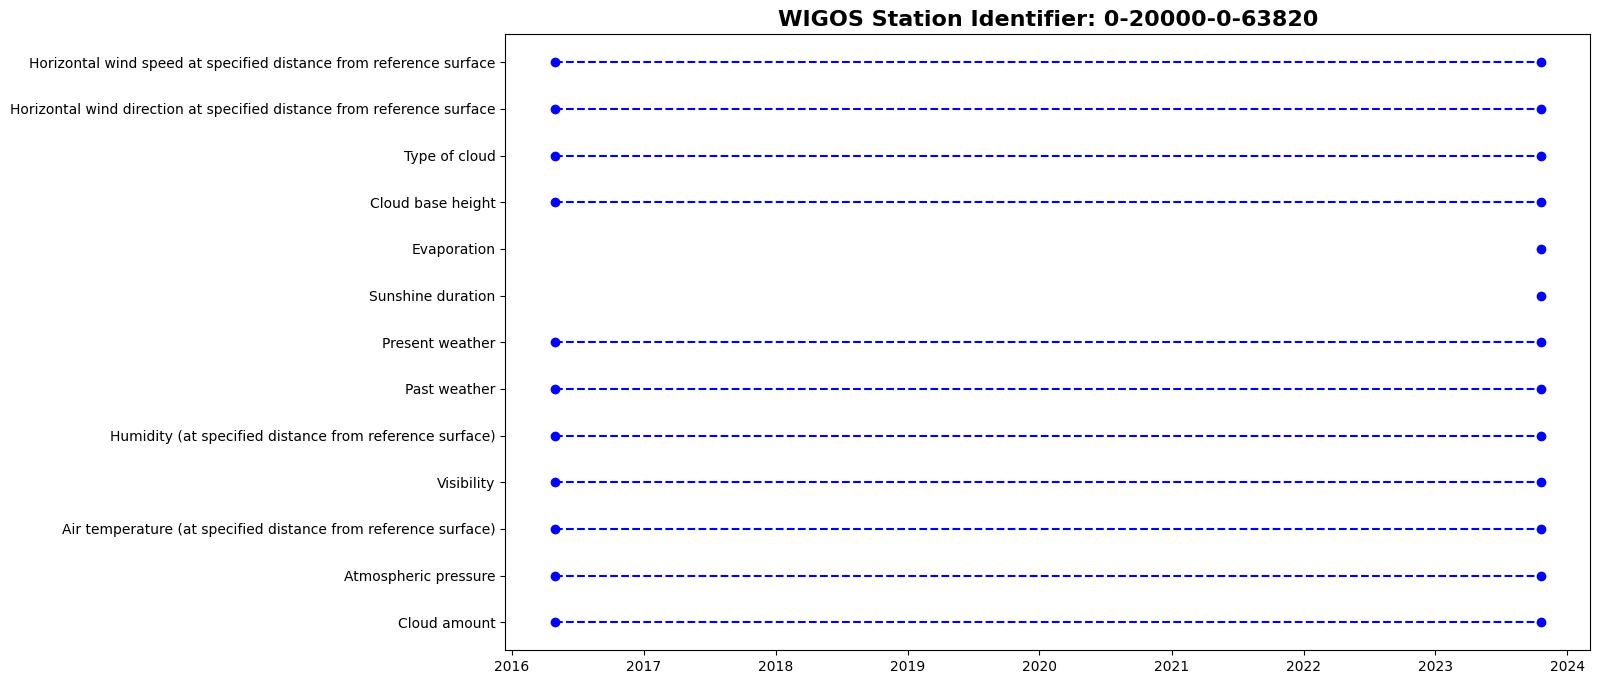 WIGOS Station Identifier: 0-20000-0-63820
Horizontal wind speed at specified distance from reference surface
Horizontal wind direction at specified distance from reference surface
Type of cloud
Cloud base height
Evaporation
Sunshine duration
Present weather
Past weather
Humidity (at specified distance from reference surface)
Visibility
Air temperature (at specified distance from reference surface)
Atmospheric pressure
Cloud amount
2016 2017 2018 2019 2020 2021 2022 2023 2024